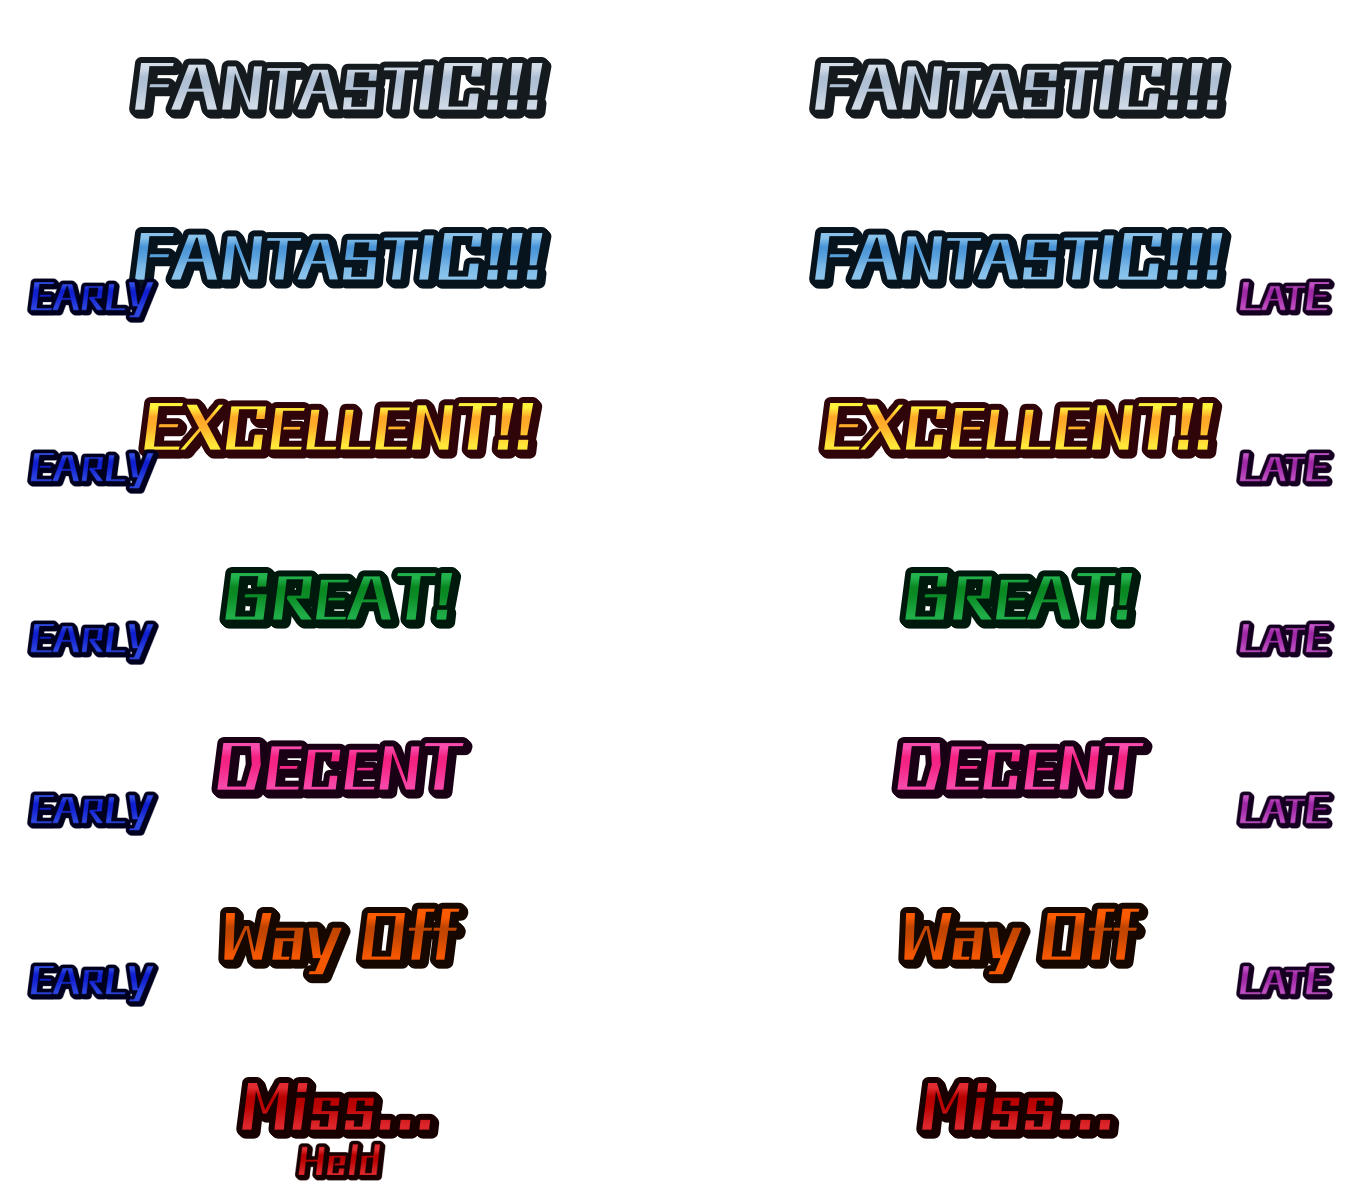 FANTASTIC!!! FANTASTIC!!!
FANTASTIC!!! FANTASTIC!!!
EARLY LATE
EXCELLENT!! EXCELLENT!!
EARLY LATE
GREAT! GREAT!
EARLY LATE
DECENT DECENT
EARLY LATE
Way Off Way Off
EARLY LATE
Miss... Miss...
Held